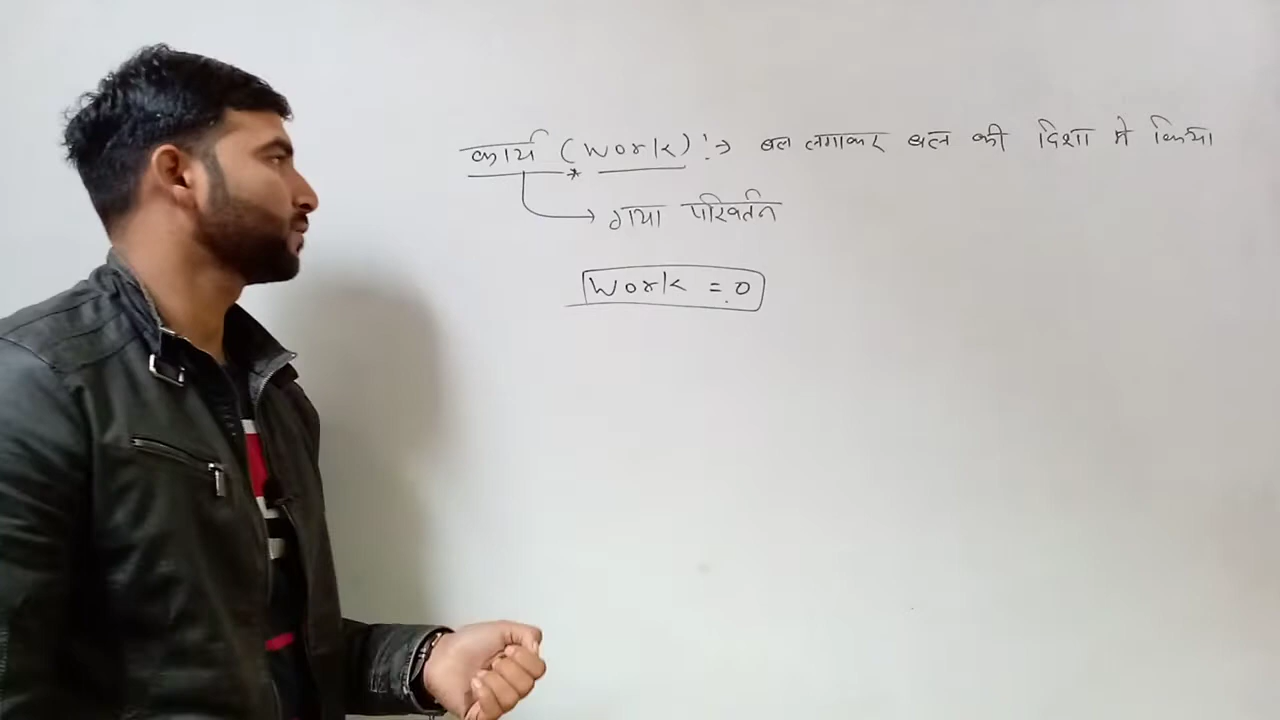 कार्य (Work) :→ बल लगाकर बल की दिशा मे किया
गया परिवर्तन
Work = 0